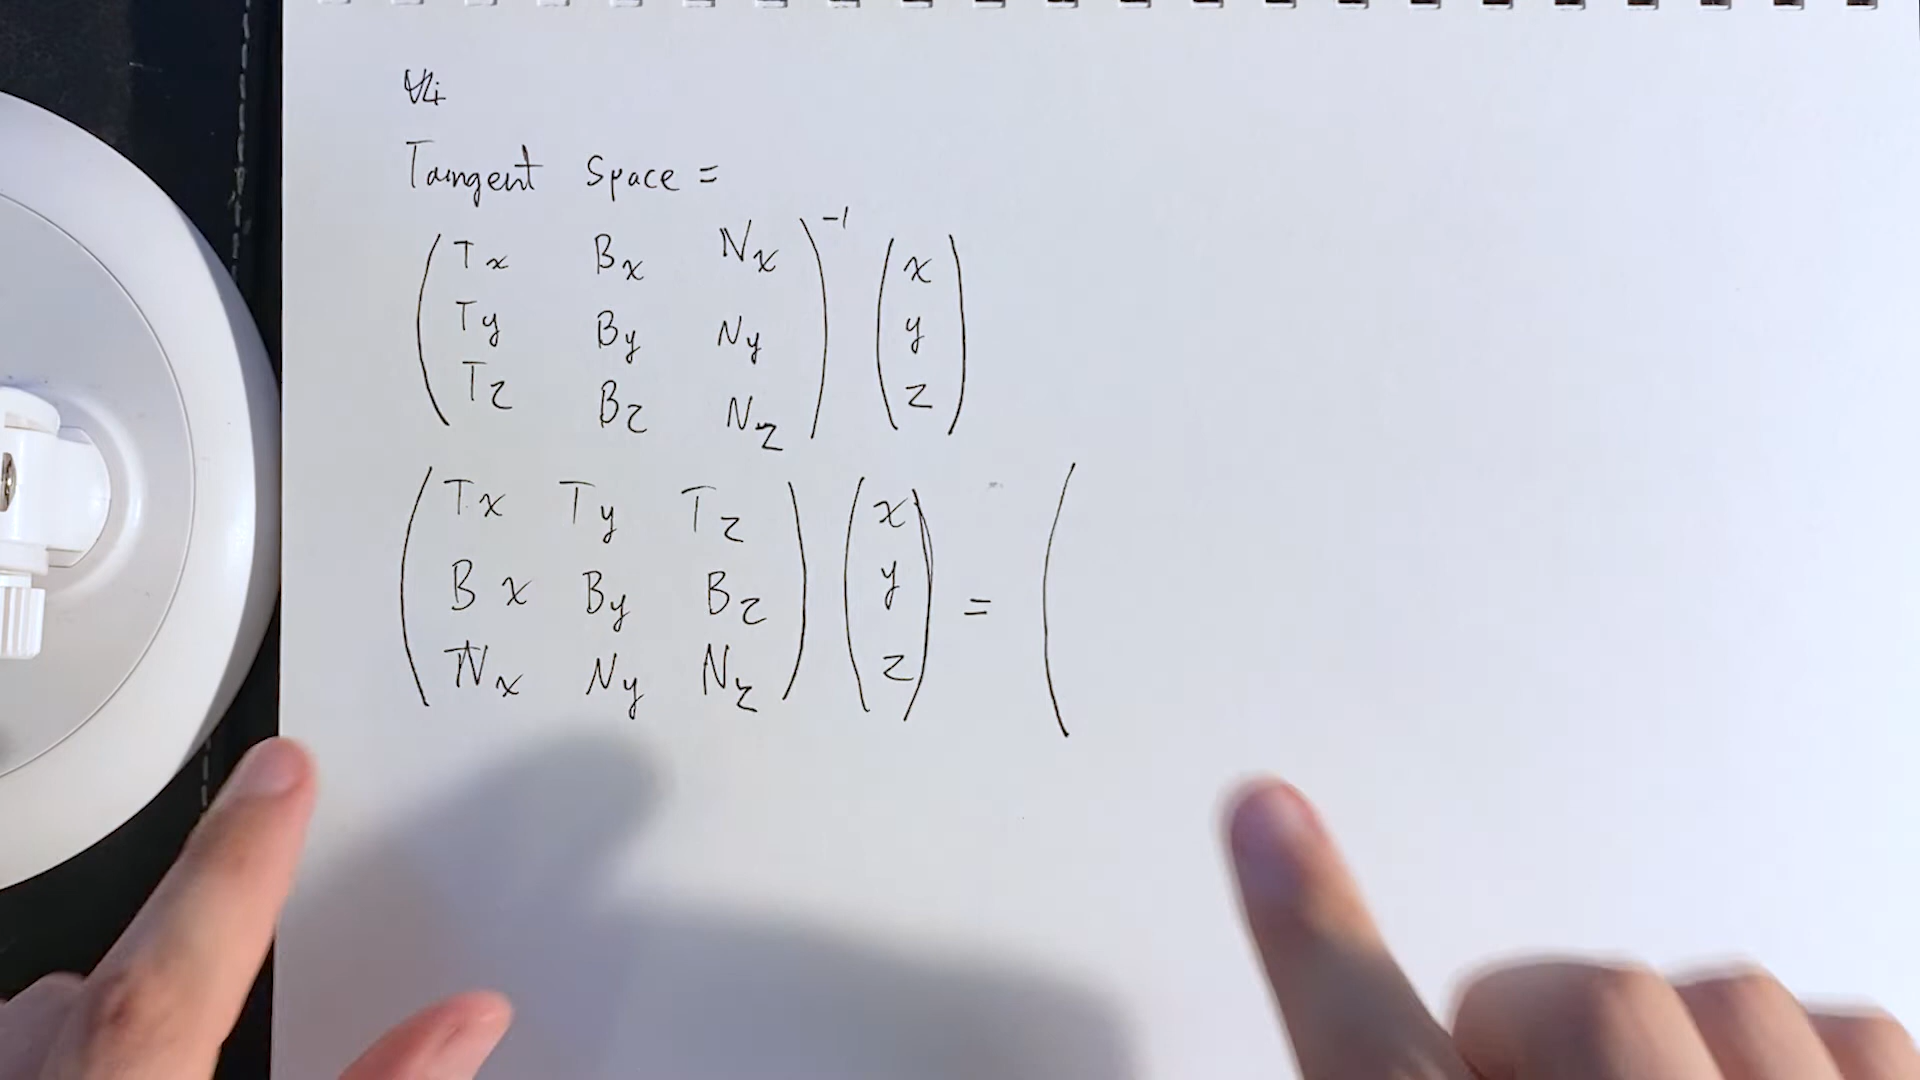 Tangent Space =
( Tx Bx Nx )⁻¹ ( x )
( Ty By Ny ) ( y )
( Tz Bz Nz ) ( z )
( Tx Ty Tz ) ( x ) = (
( Bx By Bz ) ( y )
( Nx Ny Nz ) ( z )